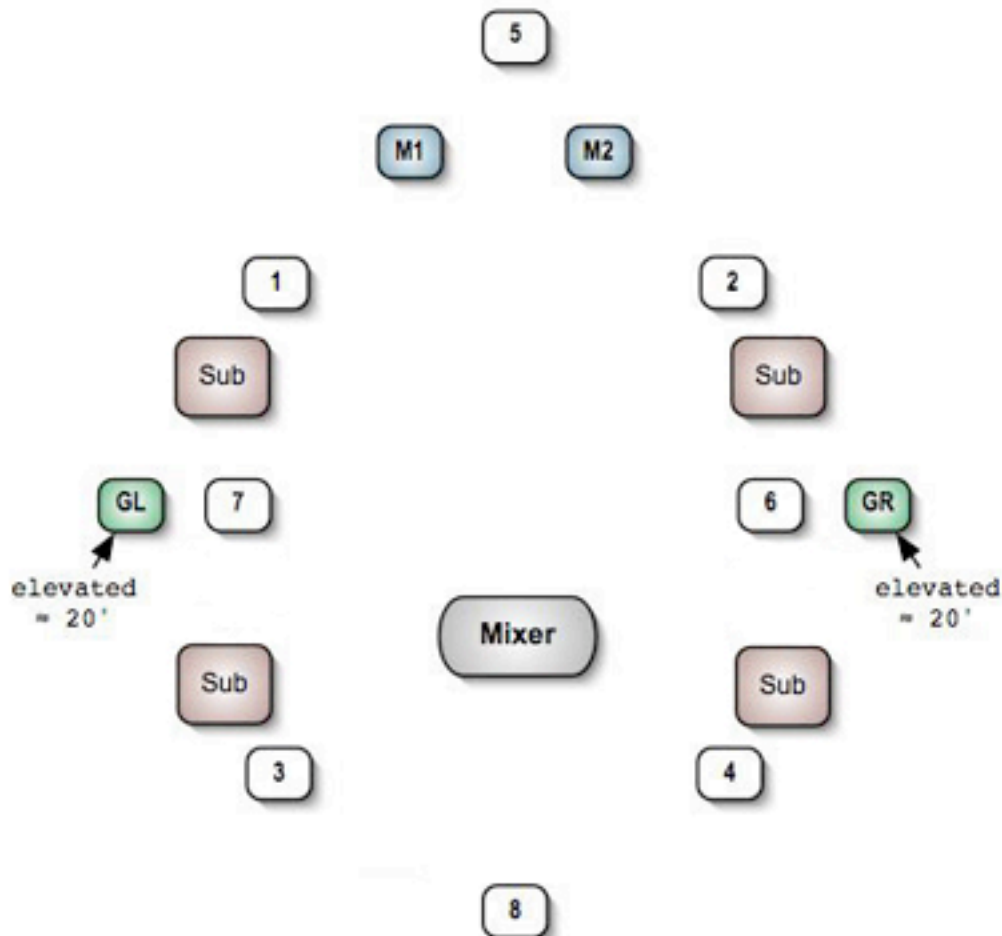 5
M1
M2
1
2
Sub
Sub
GL
7
6
GR
elevated
≈ 20'
elevated
≈ 20'
Mixer
Sub
Sub
3
4
8